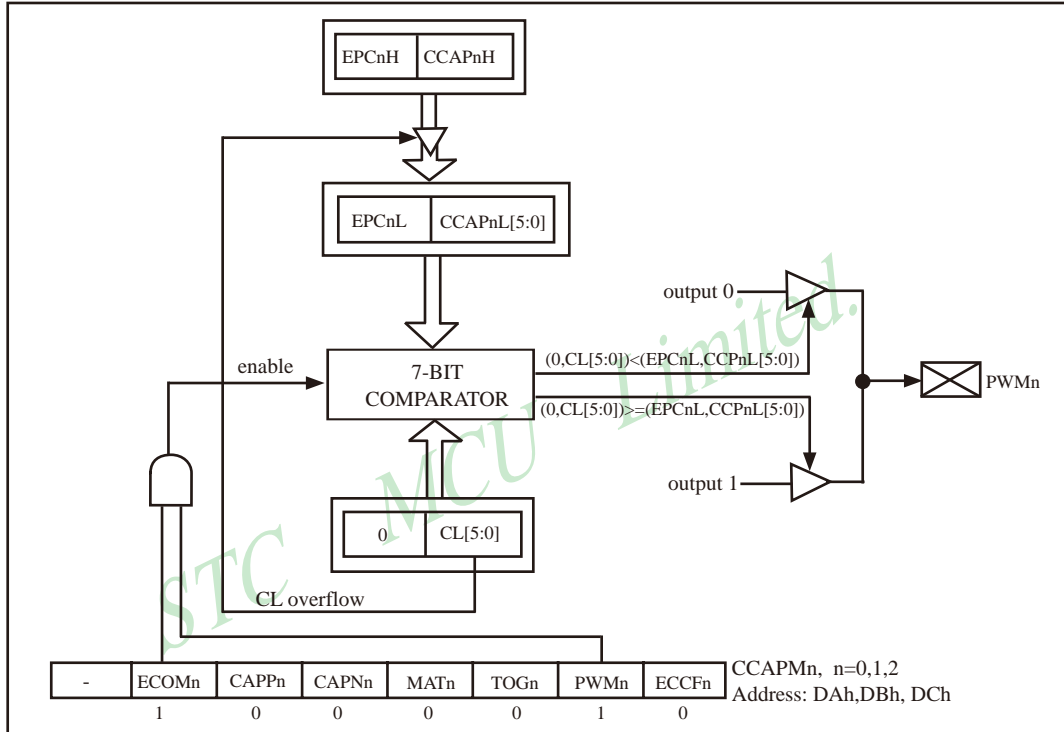 EPCnH CCAPnH
EPCnL CCAPnL[5:0]
output 0
enable
7-BIT
COMPARATOR
(0,CL[5:0])<(EPCnL,CCPnL[5:0])
(0,CL[5:0])>=(EPCnL,CCPnL[5:0])
PWMn
output 1
0 CL[5:0]
CL overflow
STC MCU Limited.
- ECOMn CAPPn CAPNn MATn TOGn PWMn ECCFn
CCAPMn, n=0,1,2
Address: DAh,DBh, DCh
1 0 0 0 0 1 0